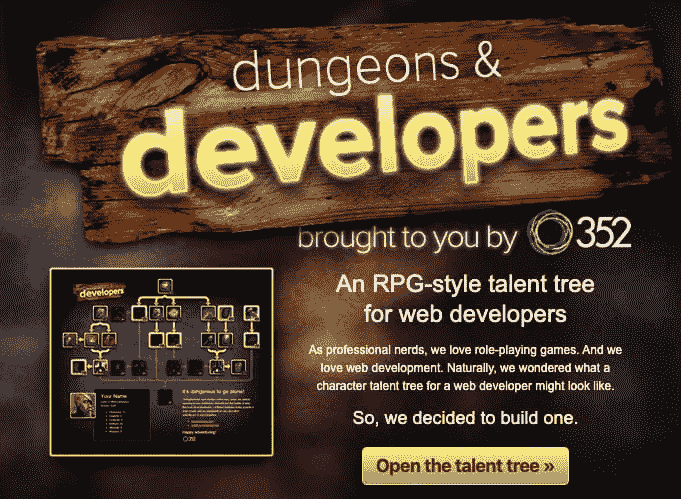 dungeons &
developers
brought to you by 352
An RPG-style talent tree
for web developers
As professional nerds, we love role-playing games. And we
love web development. Naturally, we wondered what a
character talent tree for a web developer might look like.
So, we decided to build one.
Open the talent tree »
developers
Your Name
It's dangerous to go alone!
Happy Adventuring!
352